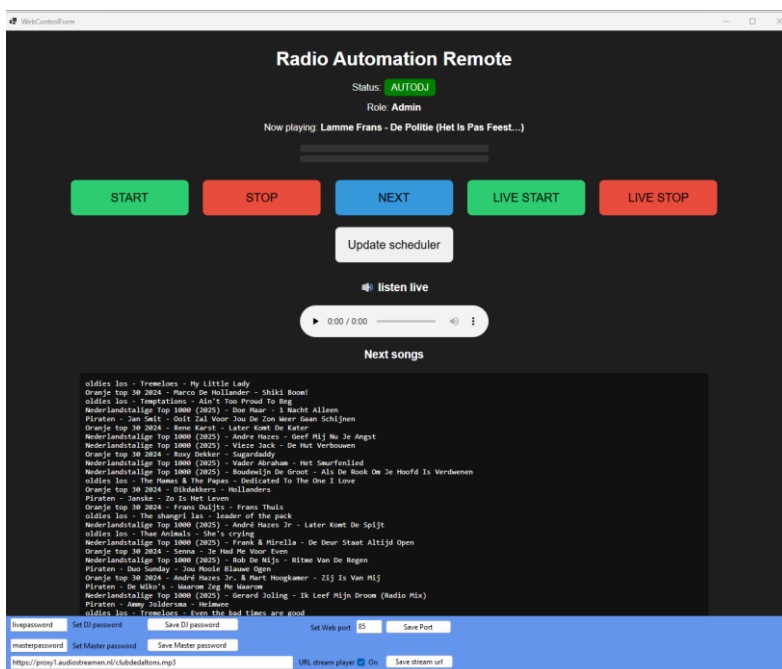 WebControlForm
Radio Automation Remote
Status: AUTODJ
Role: Admin
Now playing: Lamme Frans - De Politie (Het Is Pas Feest...)
START STOP NEXT LIVE START LIVE STOP
Update scheduler
listen live
0:00 / 0:00
Next songs
oldies los - Tremeloes - My Little Lady
Oranje top 30 2024 - Marco De Hollander - Shiki Boom!
oldies los - Temptations - Ain't Too Proud To Beg
Nederlandstalige Top 1000 (2025) - Doe Maar - 1 Nacht Alleen
Piraten - Jan Smit - Ooit Zal Voor Jou De Zon Weer Gaan Schijnen
Oranje top 30 2024 - Rene Karst - Later Komt De Kater
Nederlandstalige Top 1000 (2025) - Andre Hazes - Geef Mij Nu Je Angst
Nederlandstalige Top 1000 (2025) - Vieze Jack - De Hut Verbouwen
Oranje top 30 2024 - Roxy Dekker - Sugardaddy
Nederlandstalige Top 1000 (2025) - Vader Abraham - Het Smurfenlied
Nederlandstalige Top 1000 (2025) - Boudewijn De Groot - Als De Rook Om Je Hoofd Is Verdwenen
oldies los - The Mamas & The Papas - Dedicated To The One I Love
Oranje top 30 2024 - Dikdakkers - Hollanders
Piraten - Janske - Zo Is Het Leven
Oranje top 30 2024 - Frans Duijts - Frans Thuis
oldies los - The shangri las - leader of the pack
Nederlandstalige Top 1000 (2025) - André Hazes Jr - Later Komt De Spijt
oldies los - Thae Animals - She's crying
Nederlandstalige Top 1000 (2025) - Frank & Mirella - De Deur Staat Altijd Open
Oranje top 30 2024 - Senna - Je Had Me Voor Even
Nederlandstalige Top 1000 (2025) - Rob De Nijs - Ritme Van De Regen
Piraten - Duo Sunday - Jou Mooie Blauwe Ogen
Oranje top 30 2024 - André Hazes Jr. & Mart Hoogkamer - Zij Is Van Mij
Piraten - De Wiko's - Waarom Zeg Me Waarom
Nederlandstalige Top 1000 (2025) - Gerard Joling - Ik Leef Mijn Droom (Radio Mix)
Piraten - Ammy Joldersma - Heimwee
oldies los - Tremeloes - Even the bad times are good
livepassword Set DJ password Save DJ password Set Web port 85 Save Port
masterpassword Set Master password Save Master password
https://proxy1.audiostreamen.nl/clubdedaltons.mp3 URL stream player On Save stream url